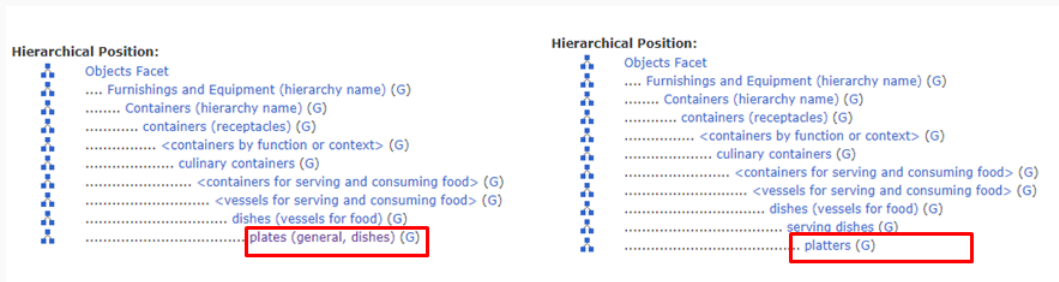 Hierarchical Position:
Objects Facet
.... Furnishings and Equipment (hierarchy name) (G)
........ Containers (hierarchy name) (G)
............ containers (receptacles) (G)
................ <containers by function or context> (G)
.................... culinary containers (G)
........................ <containers for serving and consuming food> (G)
............................ <vessels for serving and consuming food> (G)
................................ dishes (vessels for food) (G)
.................................... plates (general, dishes) (G)
Hierarchical Position:
Objects Facet
.... Furnishings and Equipment (hierarchy name) (G)
........ Containers (hierarchy name) (G)
............ containers (receptacles) (G)
................ <containers by function or context> (G)
.................... culinary containers (G)
........................ <containers for serving and consuming food> (G)
............................ <vessels for serving and consuming food> (G)
................................ dishes (vessels for food) (G)
.................................... serving dishes (G)
........................................ platters (G)